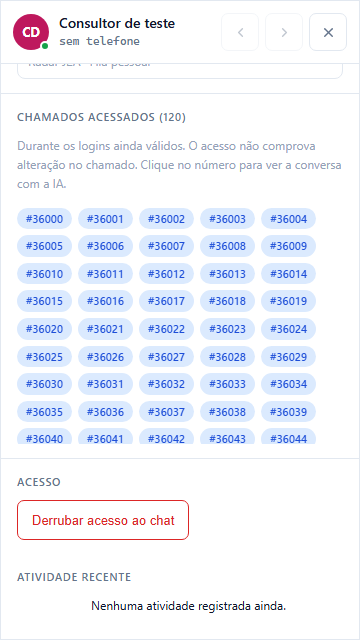 CD
Consultor de teste
sem telefone
CHAMADOS ACESSADOS (120)
Durante os logins ainda válidos. O acesso não comprova
alteração no chamado. Clique no número para ver a conversa
com a IA.
#36000 #36001 #36002 #36003 #36004
#36005 #36006 #36007 #36008 #36009
#36010 #36011 #36012 #36013 #36014
#36015 #36016 #36017 #36018 #36019
#36020 #36021 #36022 #36023 #36024
#36025 #36026 #36027 #36028 #36029
#36030 #36031 #36032 #36033 #36034
#36035 #36036 #36037 #36038 #36039
#36040 #36041 #36042 #36043 #36044
ACESSO
Derrubar acesso ao chat
ATIVIDADE RECENTE
Nenhuma atividade registrada ainda.